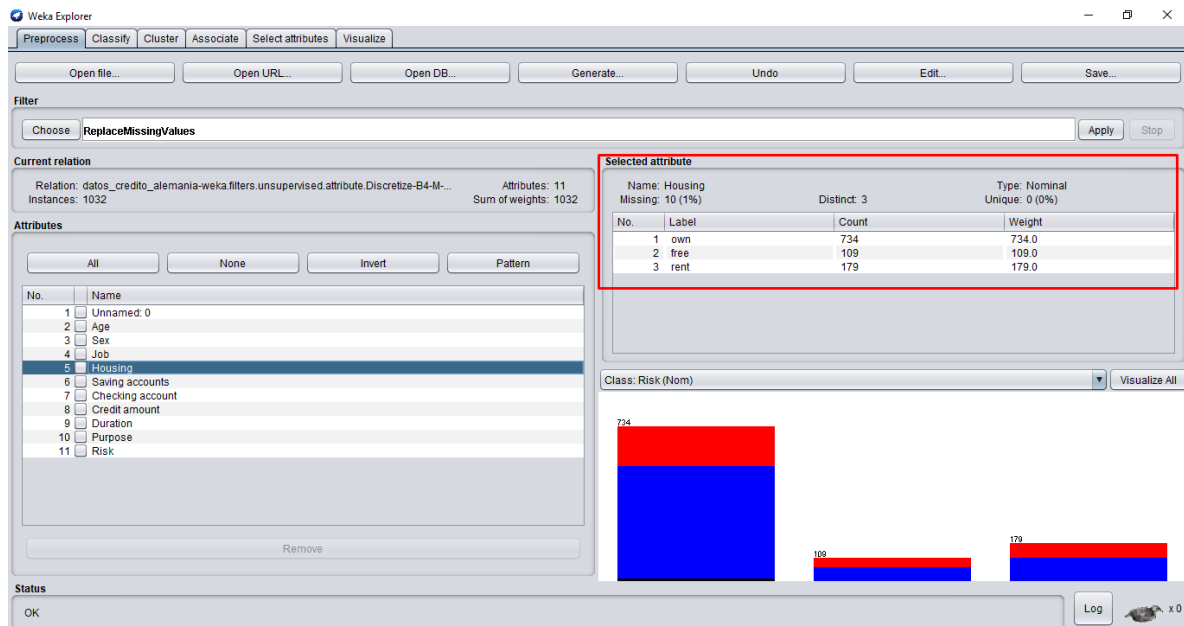 Weka Explorer
Preprocess Classify Cluster Associate Select attributes Visualize
Open file... Open URL... Open DB... Generate... Undo Edit... Save...
Filter
Choose ReplaceMissingValues Apply Stop
Current relation
Relation: datos_credito_alemania-weka.filters.unsupervised.attribute.Discretize-B4-M-... Attributes: 11
Instances: 1032 Sum of weights: 1032
Attributes
All None Invert Pattern
No. Name
1 Unnamed: 0
2 Age
3 Sex
4 Job
5 Housing
6 Saving accounts
7 Checking account
8 Credit amount
9 Duration
10 Purpose
11 Risk
Remove
Selected attribute
Name: Housing Type: Nominal
Missing: 10 (1%) Distinct: 3 Unique: 0 (0%)
No. Label Count Weight
1 own 734 734.0
2 free 109 109.0
3 rent 179 179.0
Class: Risk (Nom) Visualize All
734
109
179
Status
OK
Log x 0